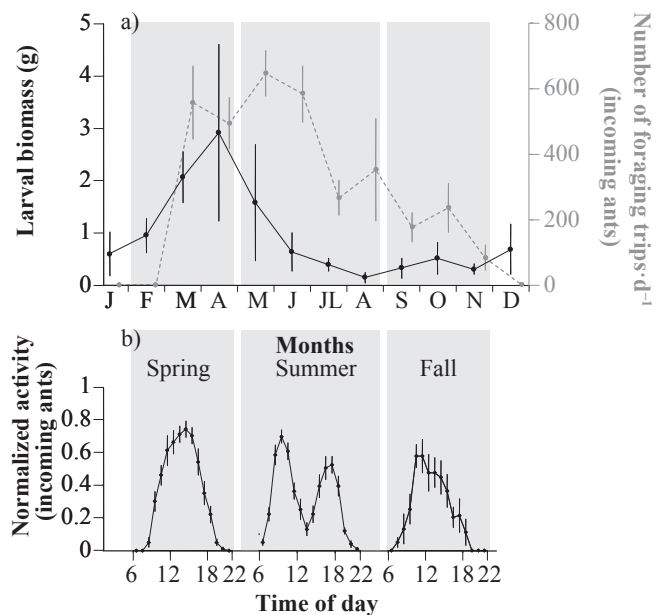 a)
Larval biomass (g)
5
4
3
2
1
0
Number of foraging trips·d⁻¹
(incoming ants)
800
600
400
200
0
J F M A M J JL A S O N D
Months
b)
Spring Summer Fall
Normalized activity
(incoming ants)
1
0.8
0.6
0.4
0.2
0
6 12 18 22 6 12 18 22 6 12 18 22
Time of day